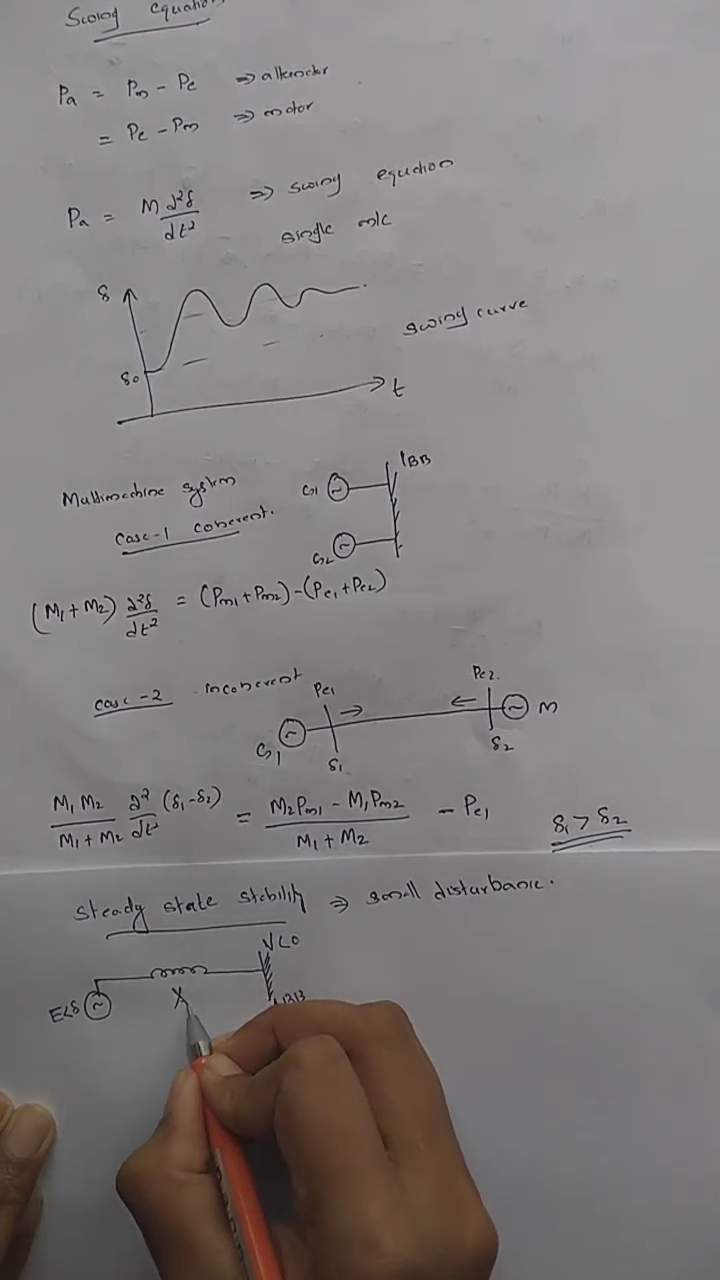 Swing equation
Pa = Pm - Pe ⇒ alternator
= Pe - Pm ⇒ motor
Pa = M d²δ/dt² ⇒ swing equation
single m/c
δ
swing curve
δ0
t
Multimachine system
IBB
G1
Case-1 coherent.
G2
(M1 + M2) d²δ/dt² = (Pm1 + Pm2) - (Pe1 + Pe2)
Case-2 incoherent
Pe1
Pe2.
G1
M
δ1
δ2
M1 M2/(M1 + M2) d²/dt² (δ1 - δ2) = (M2Pm1 - M1Pm2)/(M1 + M2) - Pe1
δ1 > δ2
Steady state stability ⇒ small disturbance.
V∠0
E∠δ
X
IBB